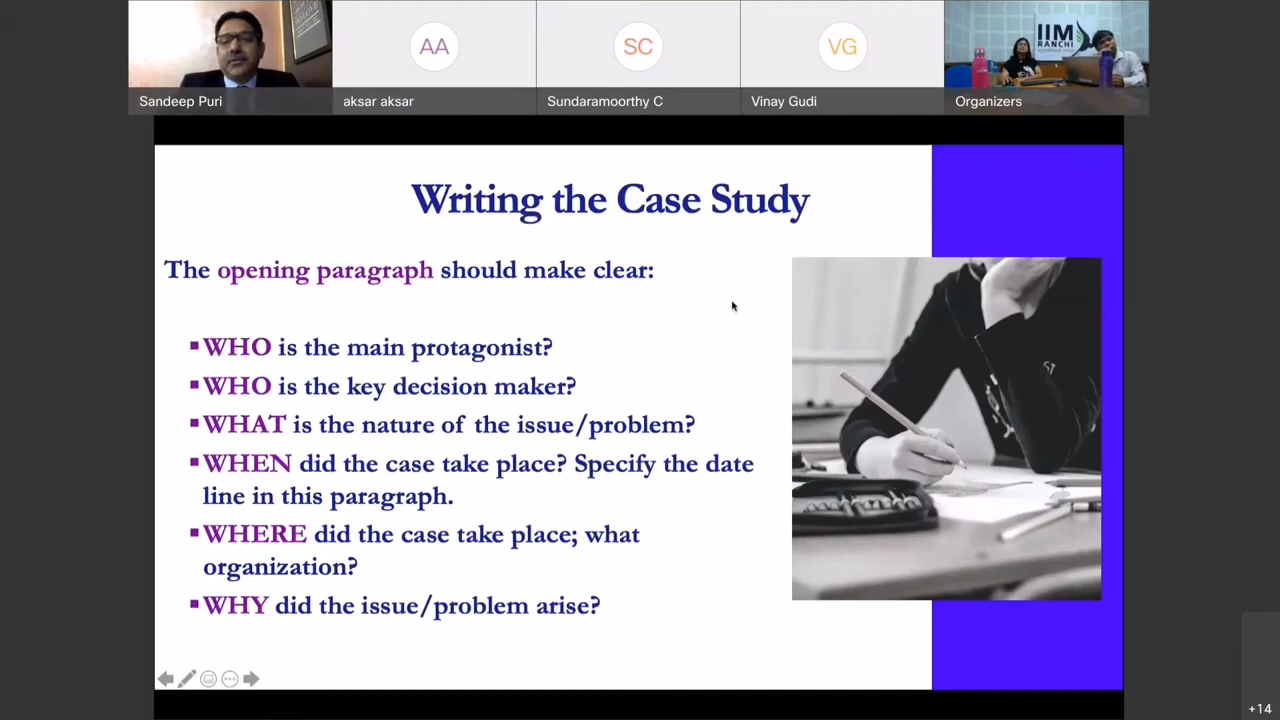 AA
SC
VG
IIM
RANCHI
Sandeep Puri
aksar aksar
Sundaramoorthy C
Vinay Gudi
Organizers
Writing the Case Study
The opening paragraph should make clear:
▪WHO is the main protagonist?
▪WHO is the key decision maker?
▪WHAT is the nature of the issue/problem?
▪WHEN did the case take place? Specify the date
line in this paragraph.
▪WHERE did the case take place; what
organization?
▪WHY did the issue/problem arise?
+14